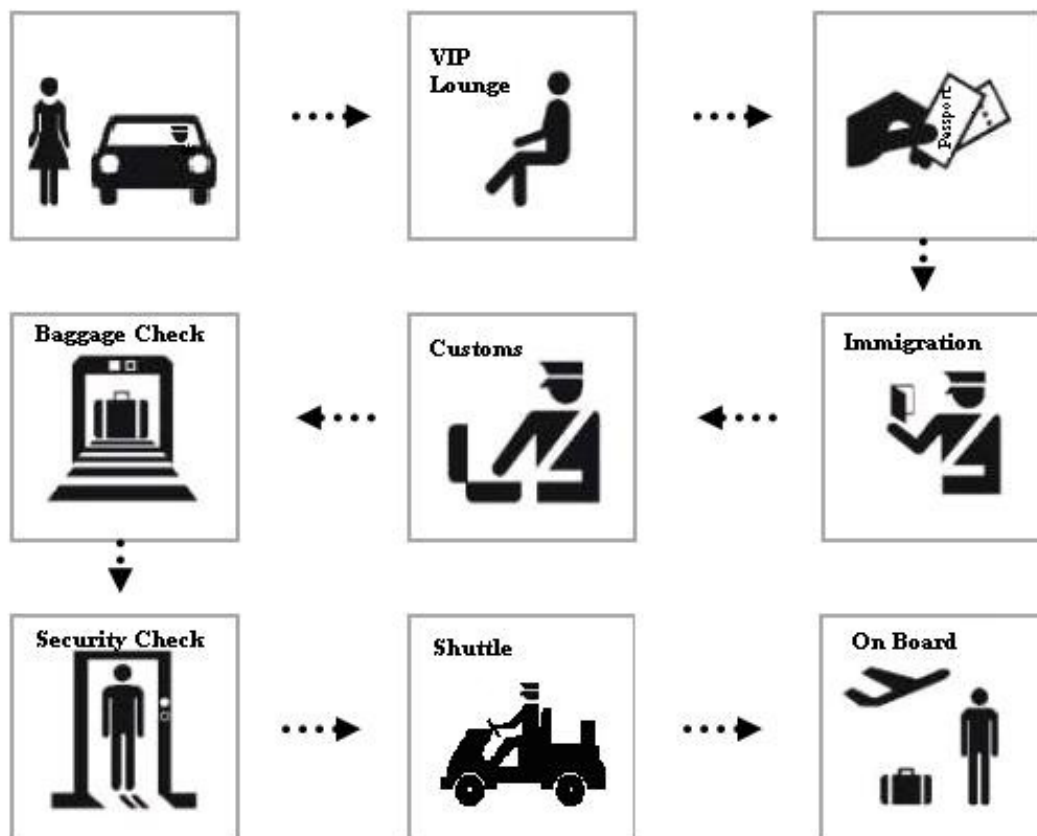 VIP
Lounge
Passport
Immigration
Customs
Baggage Check
Security Check
Shuttle
On Board